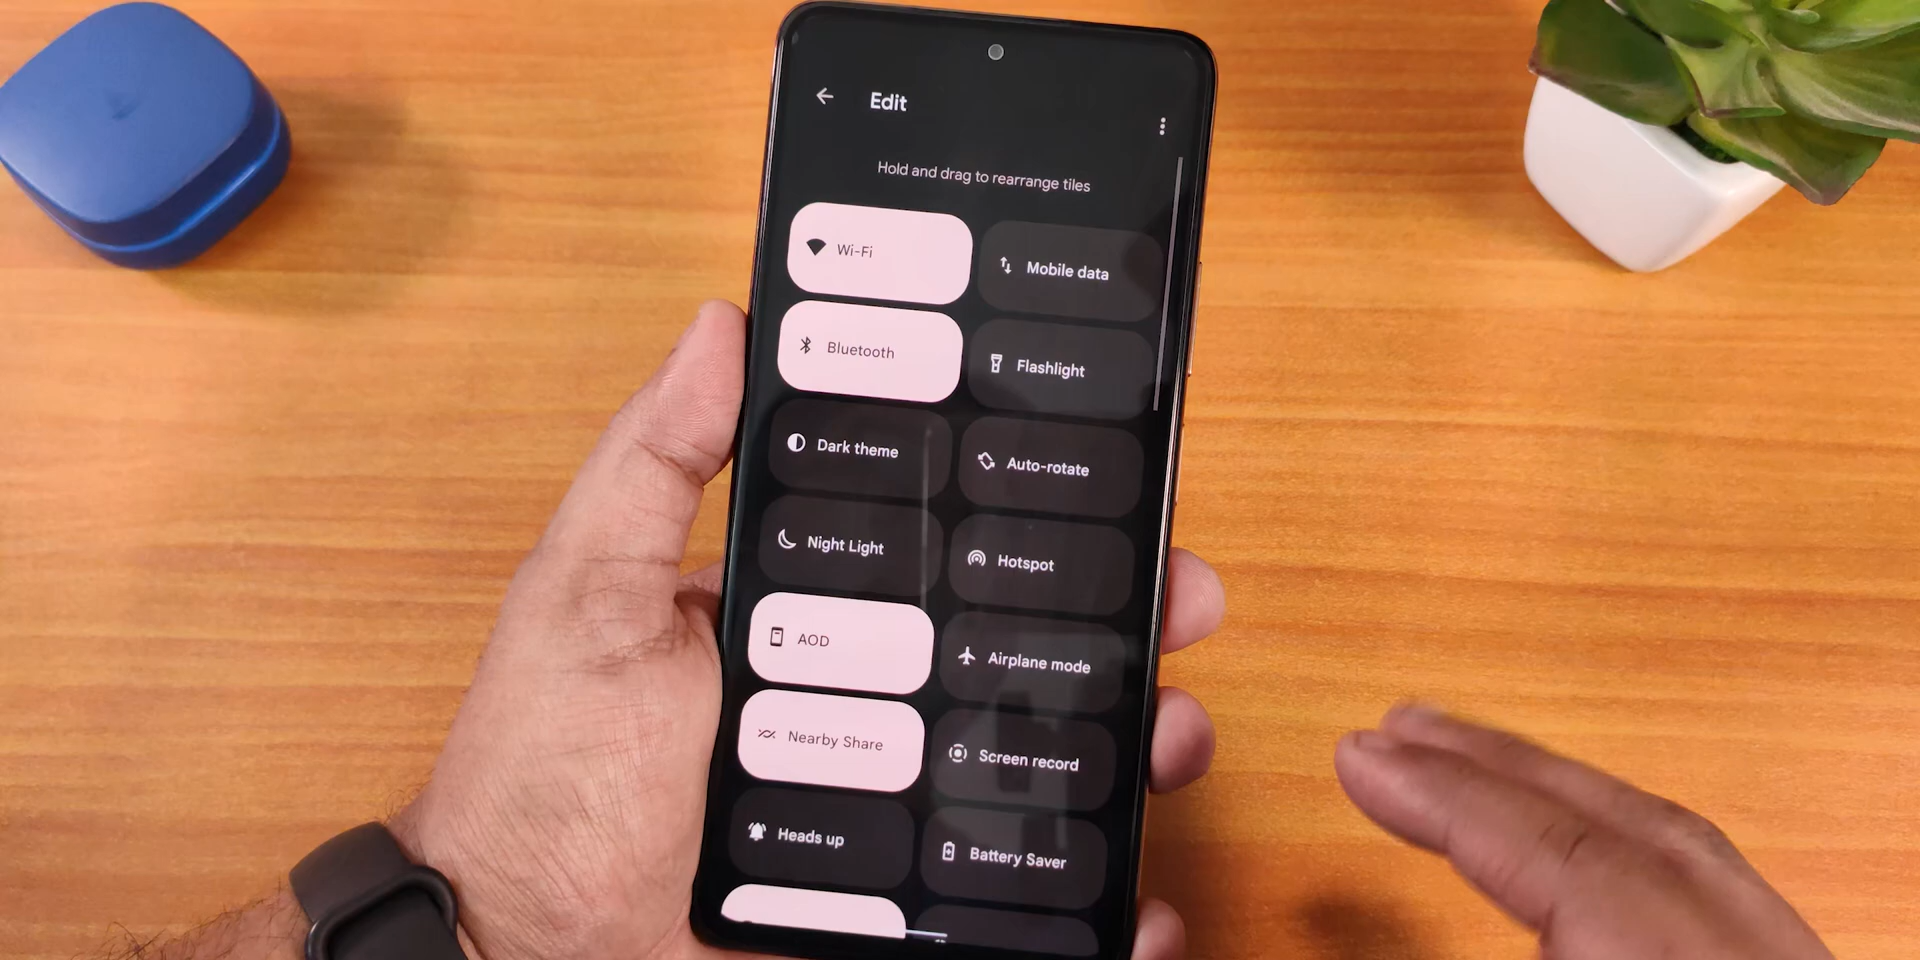 Edit
Hold and drag to rearrange tiles
Wi-Fi
Mobile data
Bluetooth
Flashlight
Dark theme
Auto-rotate
Night Light
Hotspot
AOD
Airplane mode
Nearby Share
Screen record
Heads up
Battery Saver